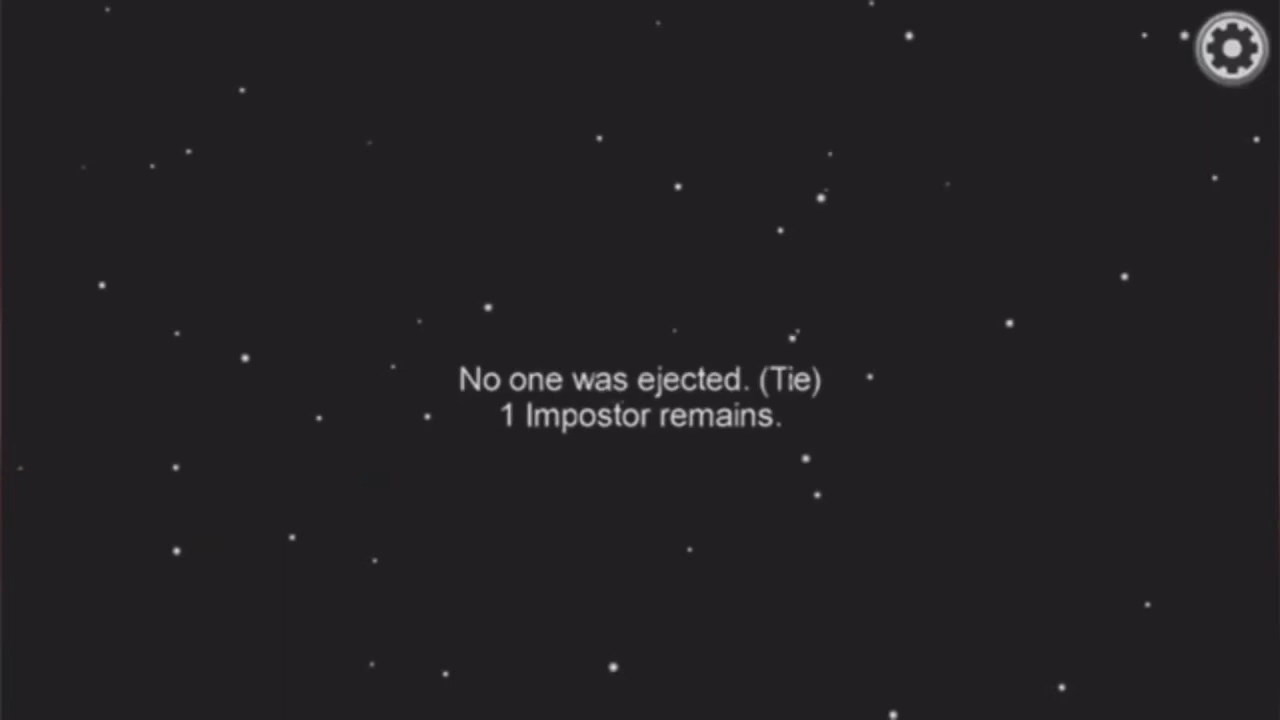 No one was ejected. (Tie)
1 Impostor remains.